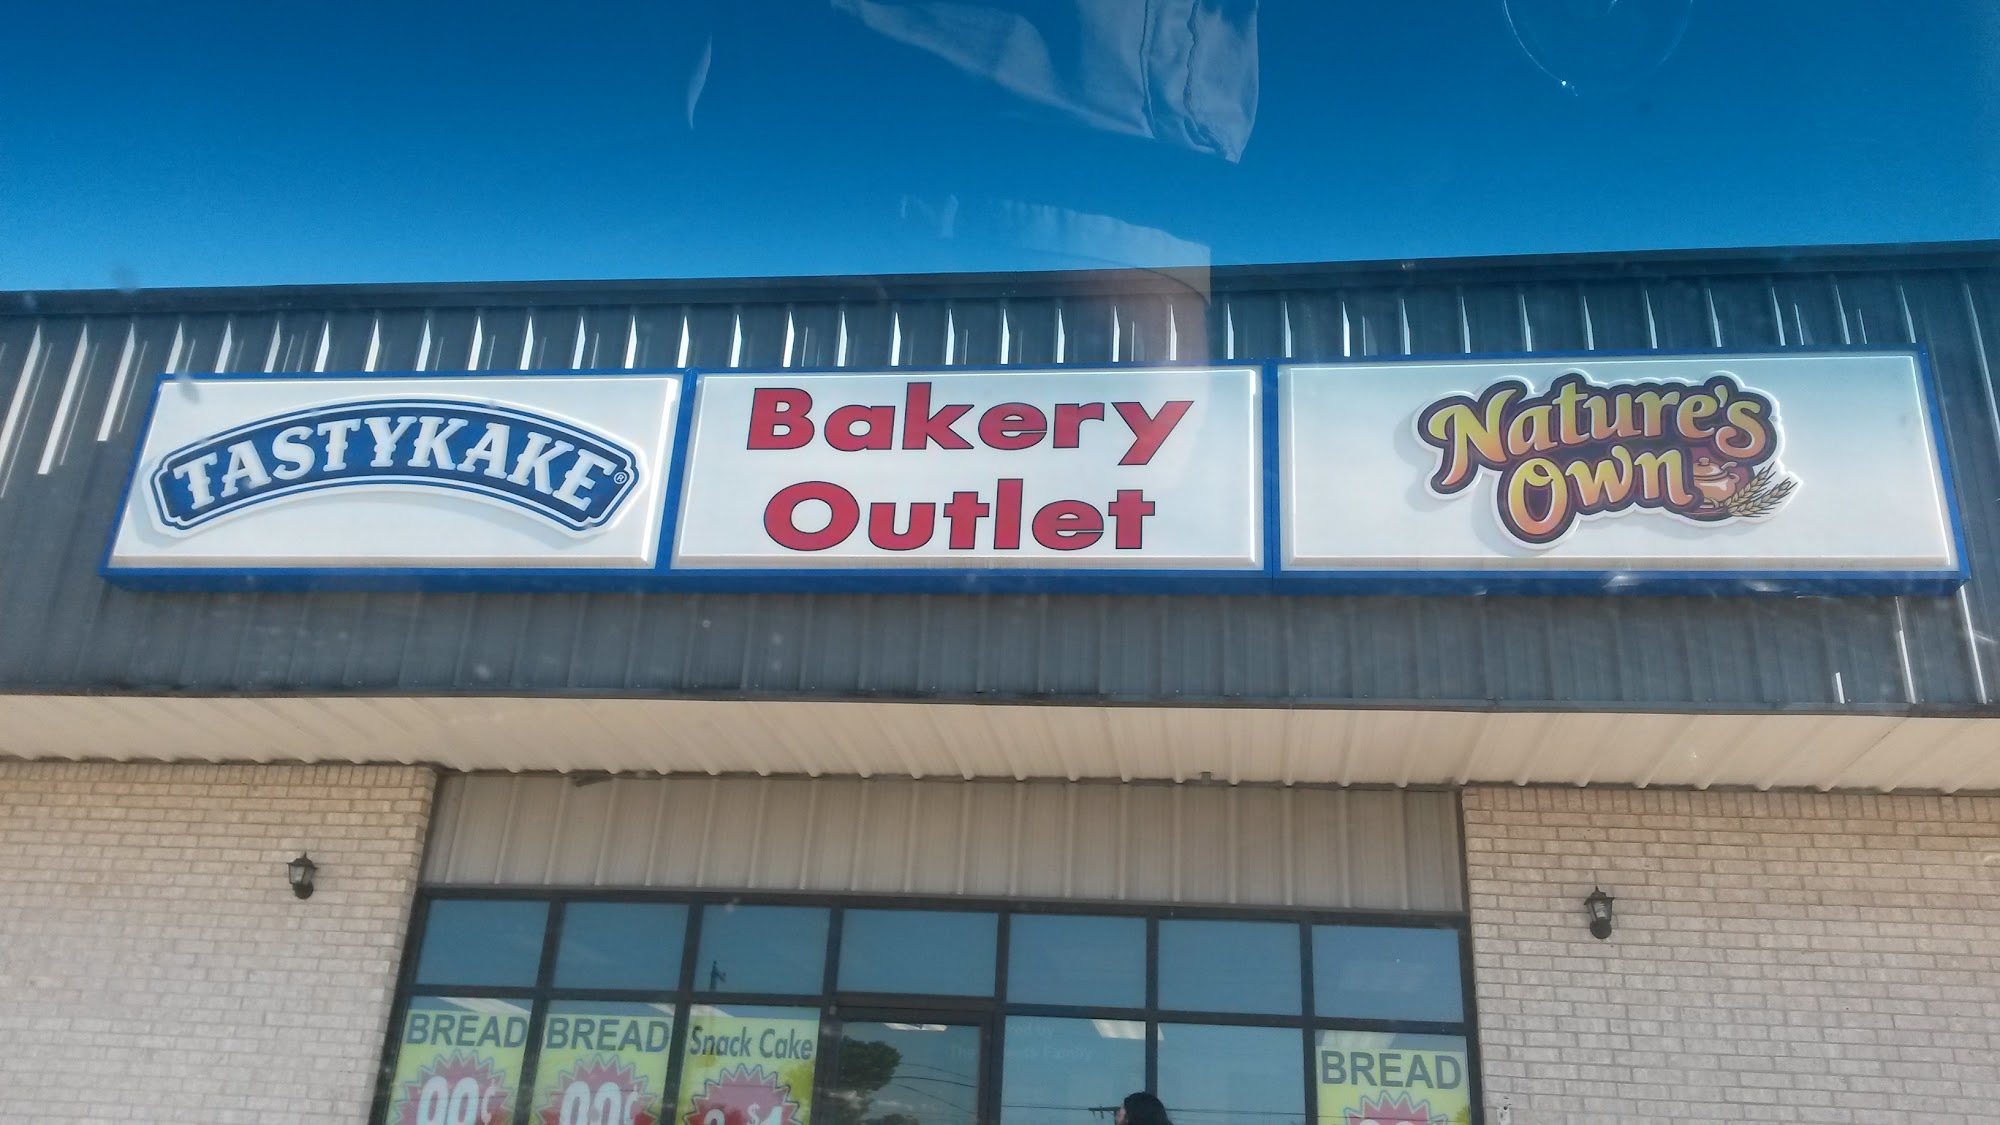 TASTYKAKE®
Bakery
Outlet
Nature's
Own
BREAD
BREAD
Snack Cake
BREAD